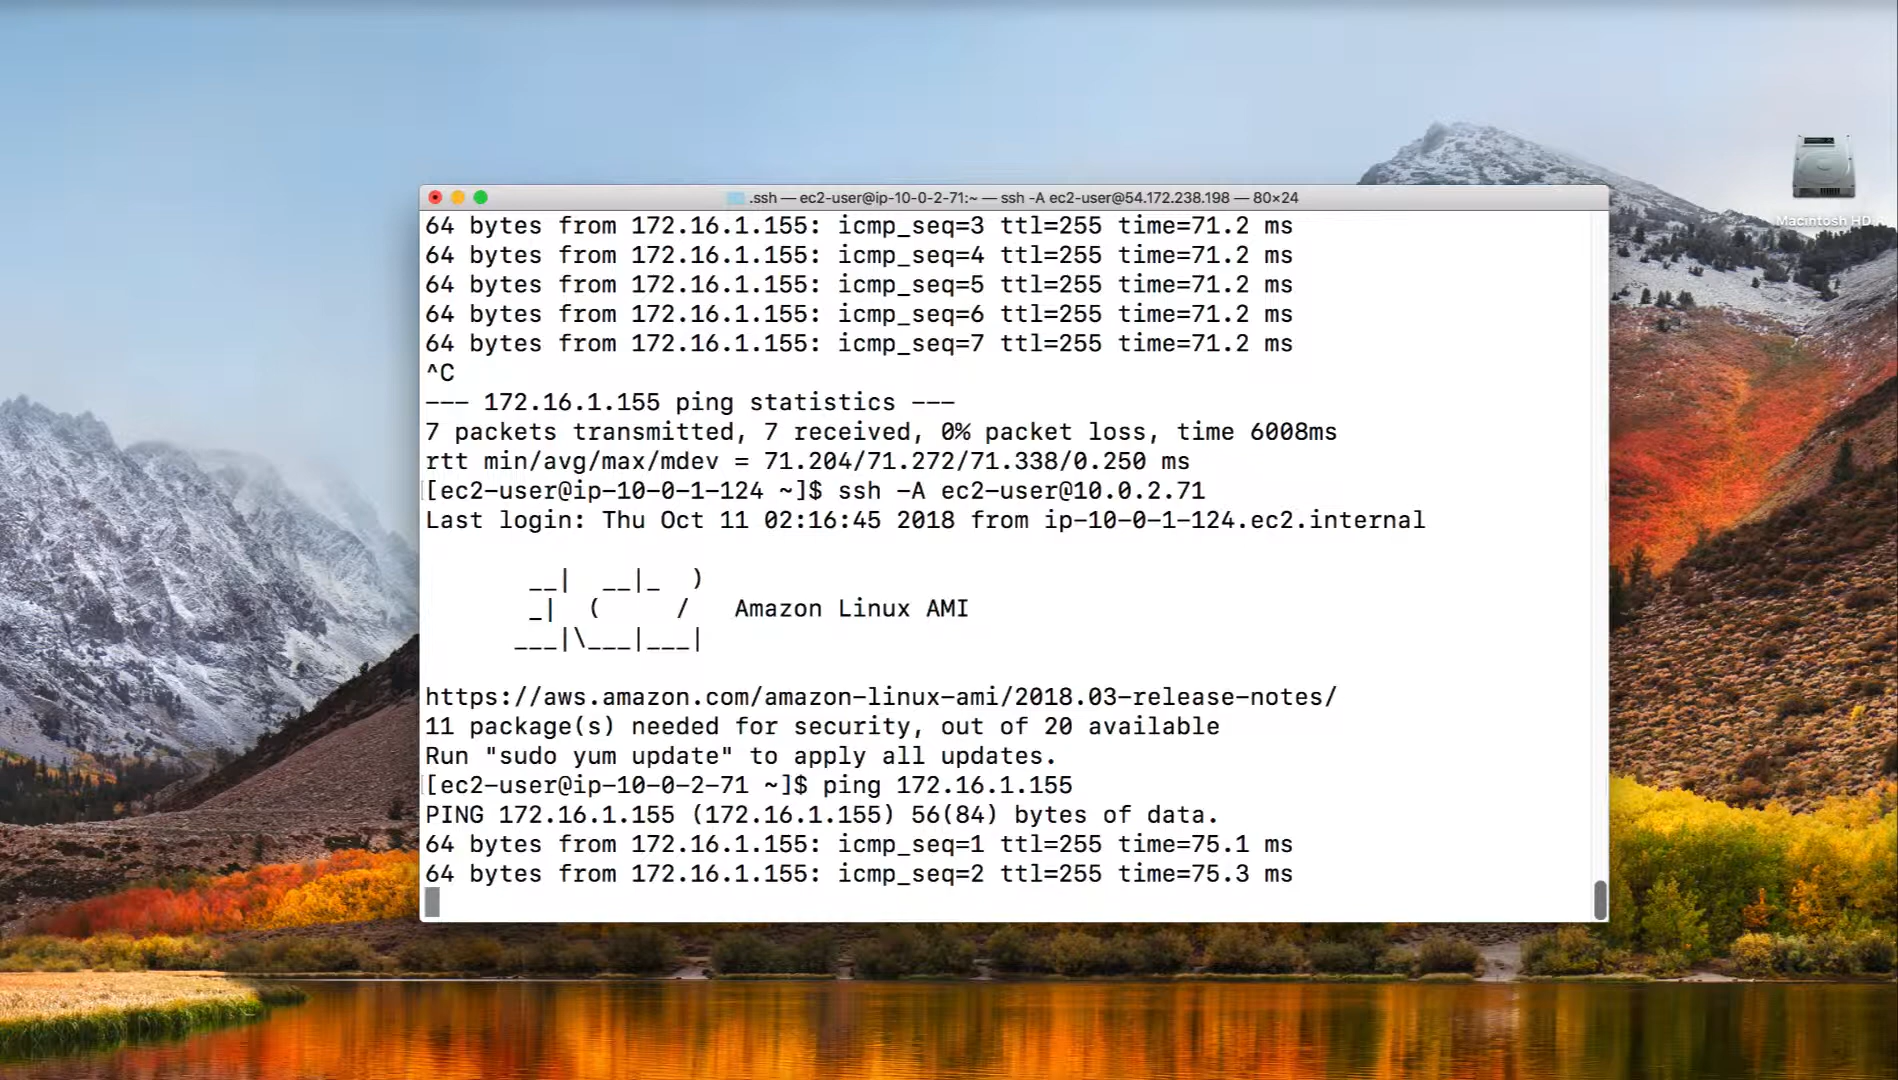 .ssh — ec2-user@ip-10-0-2-71:~ — ssh -A ec2-user@54.172.238.198 — 80×24
64 bytes from 172.16.1.155: icmp_seq=3 ttl=255 time=71.2 ms
64 bytes from 172.16.1.155: icmp_seq=4 ttl=255 time=71.2 ms
64 bytes from 172.16.1.155: icmp_seq=5 ttl=255 time=71.2 ms
64 bytes from 172.16.1.155: icmp_seq=6 ttl=255 time=71.2 ms
64 bytes from 172.16.1.155: icmp_seq=7 ttl=255 time=71.2 ms
^C
--- 172.16.1.155 ping statistics ---
7 packets transmitted, 7 received, 0% packet loss, time 6008ms
rtt min/avg/max/mdev = 71.204/71.272/71.338/0.250 ms
[ec2-user@ip-10-0-1-124 ~]$ ssh -A ec2-user@10.0.2.71
Last login: Thu Oct 11 02:16:45 2018 from ip-10-0-1-124.ec2.internal
       __|  __|_  )
       _|  (     /   Amazon Linux AMI
      ___|\___|___|
https://aws.amazon.com/amazon-linux-ami/2018.03-release-notes/
11 package(s) needed for security, out of 20 available
Run "sudo yum update" to apply all updates.
[ec2-user@ip-10-0-2-71 ~]$ ping 172.16.1.155
PING 172.16.1.155 (172.16.1.155) 56(84) bytes of data.
64 bytes from 172.16.1.155: icmp_seq=1 ttl=255 time=75.1 ms
64 bytes from 172.16.1.155: icmp_seq=2 ttl=255 time=75.3 ms
Macintosh HD